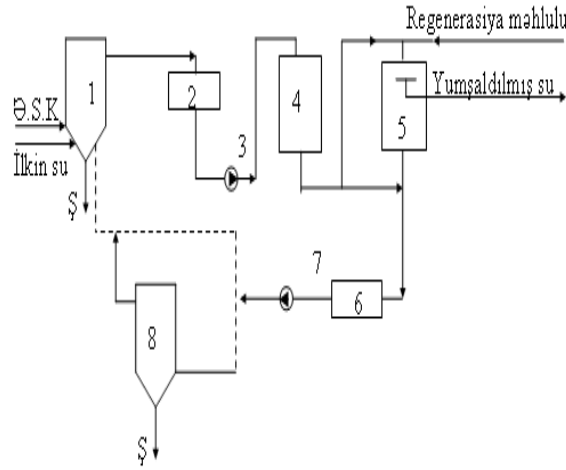 Regenerasiya məhlulu
1
2
4
Yumşaldılmış su
Ə.S.K
5
3
İlkin su
Ş
7
6
8
Ş